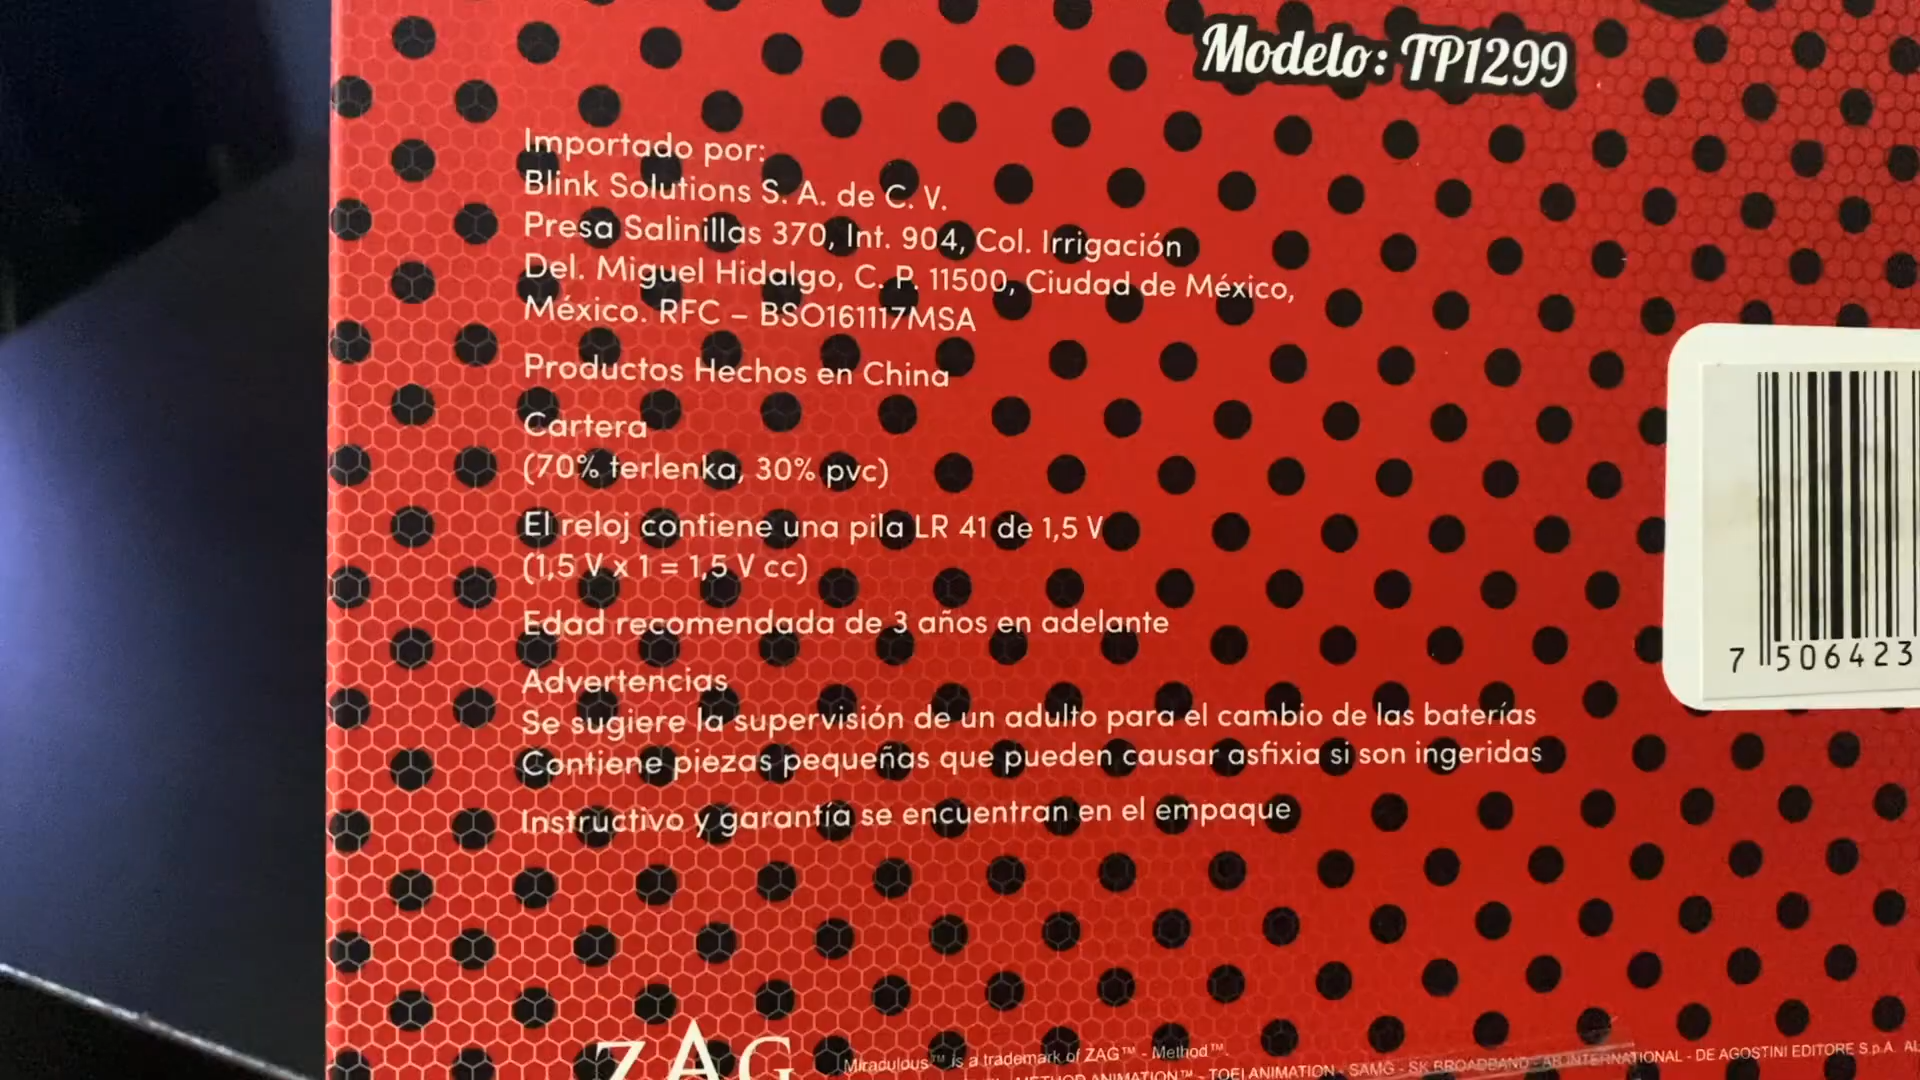 Modelo: TP1299
Importado por:
Blink Solutions S. A. de C. V.
Presa Salinillas 370, Int. 904, Col. Irrigación
Del. Miguel Hidalgo, C. P. 11500, Ciudad de México,
México. RFC – BSO161117MSA
Productos Hechos en China
Cartera
(70% terlenka, 30% pvc)
El reloj contiene una pila LR 41 de 1,5 V
(1,5 V x 1 = 1,5 V cc)
Edad recomendada de 3 años en adelante
Advertencias
Se sugiere la supervisión de un adulto para el cambio de las baterías
Contiene piezas pequeñas que pueden causar asfixia si son ingeridas
Instructivo y garantía se encuentran en el empaque
7 506423
ZAG
Miraculous™ is a trademark of ZAG™ - Method™.
METHOD ANIMATION™ - TOEI ANIMATION - SAMG - SK BROADBAND - AB INTERNATIONAL - DE AGOSTINI EDITORE S.p.A.